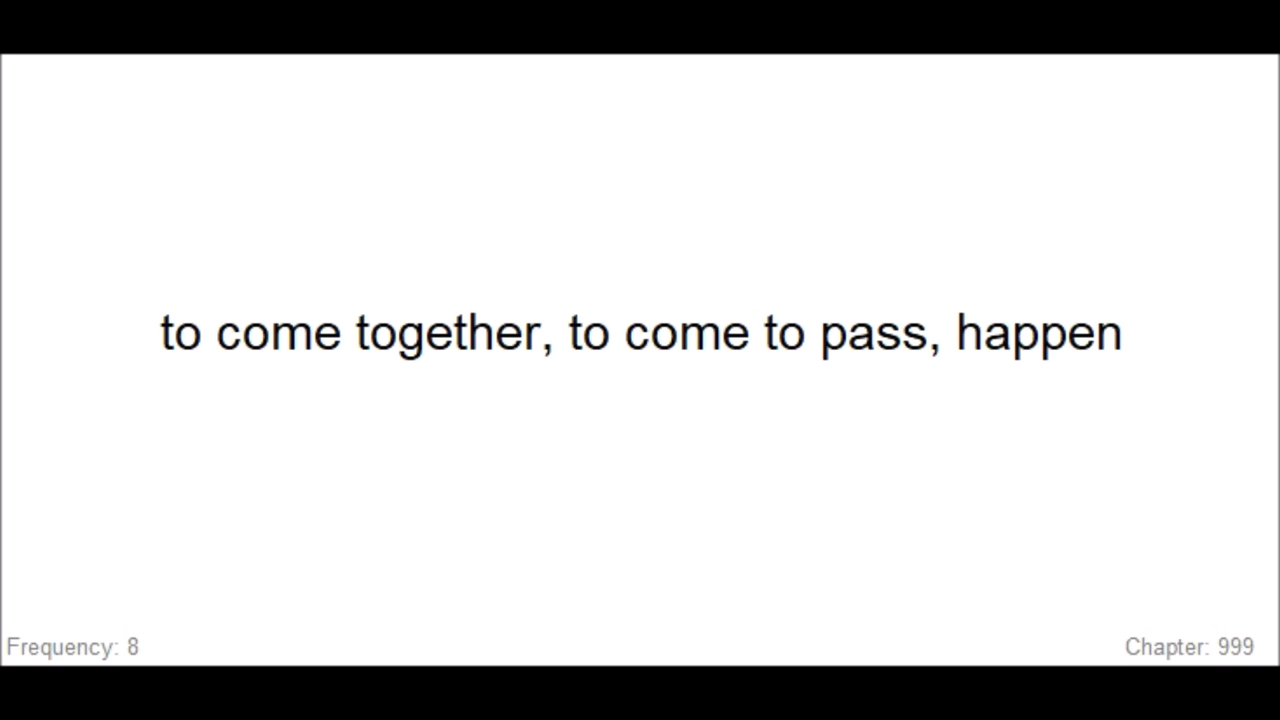 to come together, to come to pass, happen
Frequency: 8
Chapter: 999